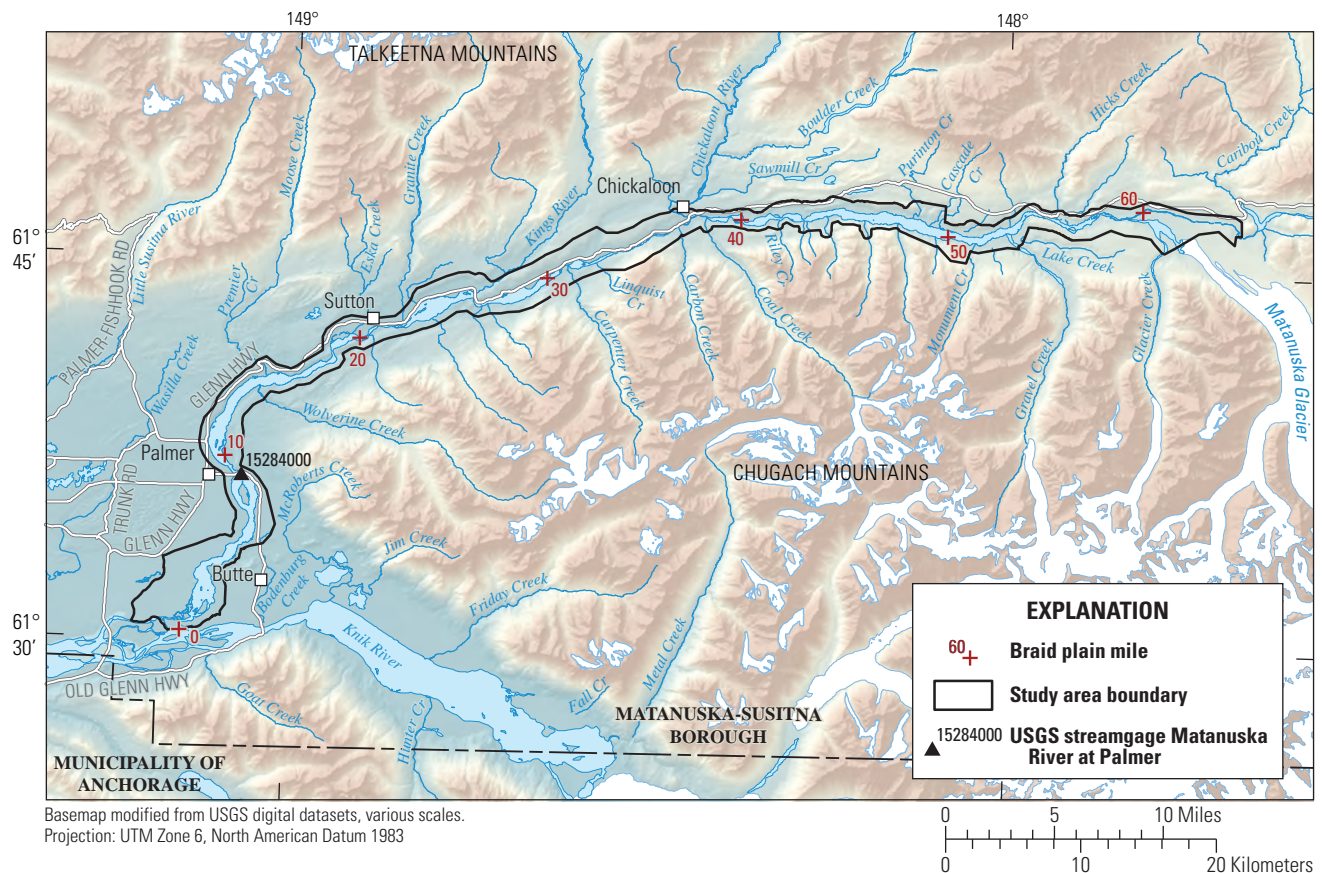 149°
148°
TALKEETNA MOUNTAINS
Chickaloon River
Boulder Creek
Hicks Creek
Caribou Creek
Moose Creek
Granite Creek
Purinton Cr
Cascade
Cr
Sawmill Cr
Chickaloon
60
Little Susitna River
Kings River
Eska Creek
61°
45′
40
50
Riley Cr
Lake Creek
PALMER-FISHHOOK RD
Premier
Cr
30
Linquist
Cr
Sutton
Carbon Creek
Coal Creek
Monument Cr
Glacier Creek
Matanuska Glacier
20
Carpenter Creek
Wasilla Creek
GLENN HWY
Gravel Creek
Wolverine Creek
10
Palmer
15284000
CHUGACH MOUNTAINS
McRoberts Creek
TRUNK RD
GLENN HWY
Jim Creek
Butte
Bodenburg
Creek
Friday Creek
61°
30′
0
Knik River
Metal Creek
OLD GLENN HWY
Goat Creek
Fall Cr
Hunter Cr
MATANUSKA-SUSITNA
BOROUGH
MUNICIPALITY OF
ANCHORAGE
EXPLANATION
60
Braid plain mile
Study area boundary
15284000
USGS streamgage Matanuska
River at Palmer
Basemap modified from USGS digital datasets, various scales.
Projection: UTM Zone 6, North American Datum 1983
0 5 10 Miles
0 10 20 Kilometers